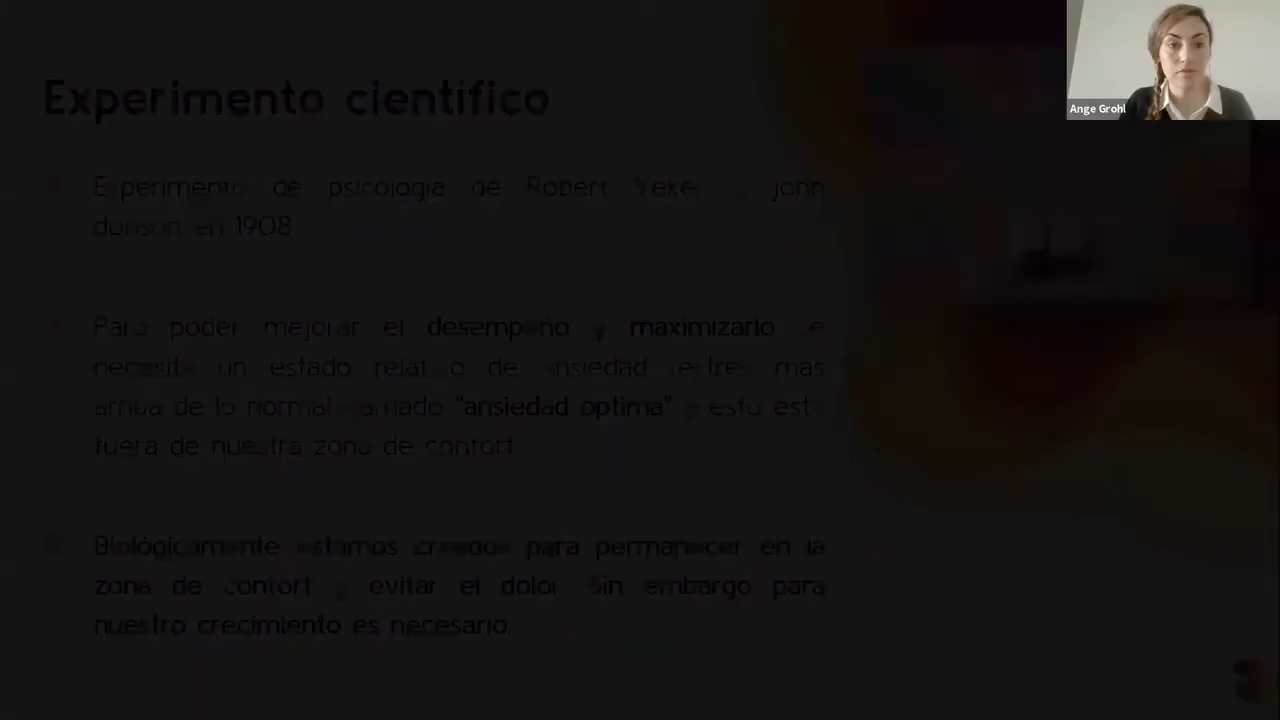 Experimento cientifico
Ange Grohl
Experimento de psicologia de Robert john
en 1908
Para poder mejorar el desempeño y maximizarlo se
necesita un estado relativo de ansiedad mas
arriba de lo normal llamado "ansiedad optima" y esto esta
fuera de nuestra zona de confort
Biológicamente estamos creados para permanecer en la
zona de confort y evitar el dolor Sin embargo para
nuestro crecimiento es necesario.